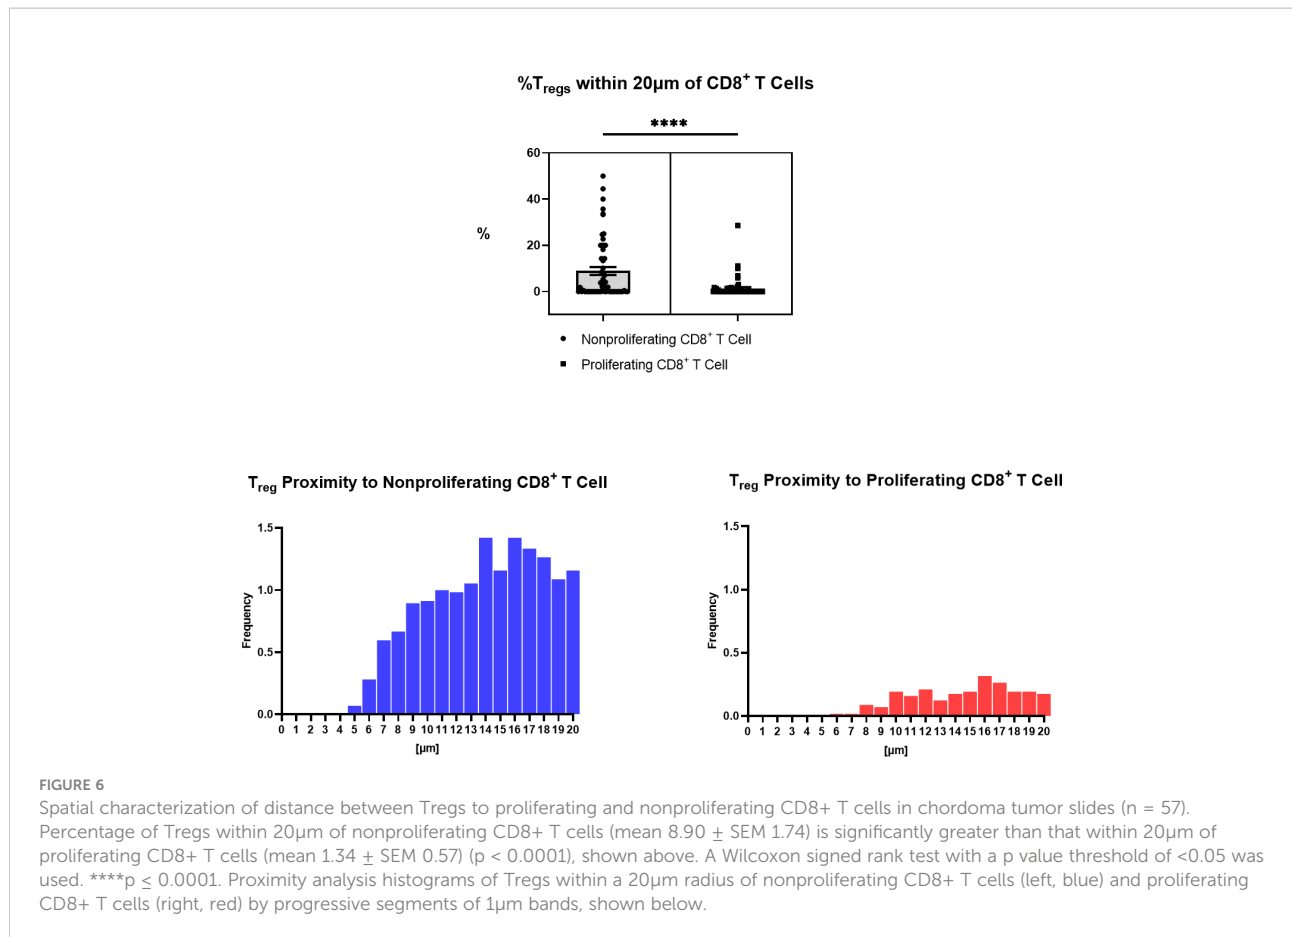 %Tregs within 20µm of CD8+ T Cells
****
60
40
20
0
%
Nonproliferating CD8+ T Cell
Proliferating CD8+ T Cell
Treg Proximity to Nonproliferating CD8+ T Cell
1.5
1.0
0.5
0.0
Frequency
0 1 2 3 4 5 6 7 8 9 10 11 12 13 14 15 16 17 18 19 20
[µm]
Treg Proximity to Proliferating CD8+ T Cell
1.5
1.0
0.5
0.0
Frequency
0 1 2 3 4 5 6 7 8 9 10 11 12 13 14 15 16 17 18 19 20
[µm]
FIGURE 6
Spatial characterization of distance between Tregs to proliferating and nonproliferating CD8+ T cells in chordoma tumor slides (n = 57).
Percentage of Tregs within 20µm of nonproliferating CD8+ T cells (mean 8.90 ± SEM 1.74) is significantly greater than that within 20µm of
proliferating CD8+ T cells (mean 1.34 ± SEM 0.57) (p < 0.0001), shown above. A Wilcoxon signed rank test with a p value threshold of <0.05 was
used. ****p ≤ 0.0001. Proximity analysis histograms of Tregs within a 20µm radius of nonproliferating CD8+ T cells (left, blue) and proliferating
CD8+ T cells (right, red) by progressive segments of 1µm bands, shown below.